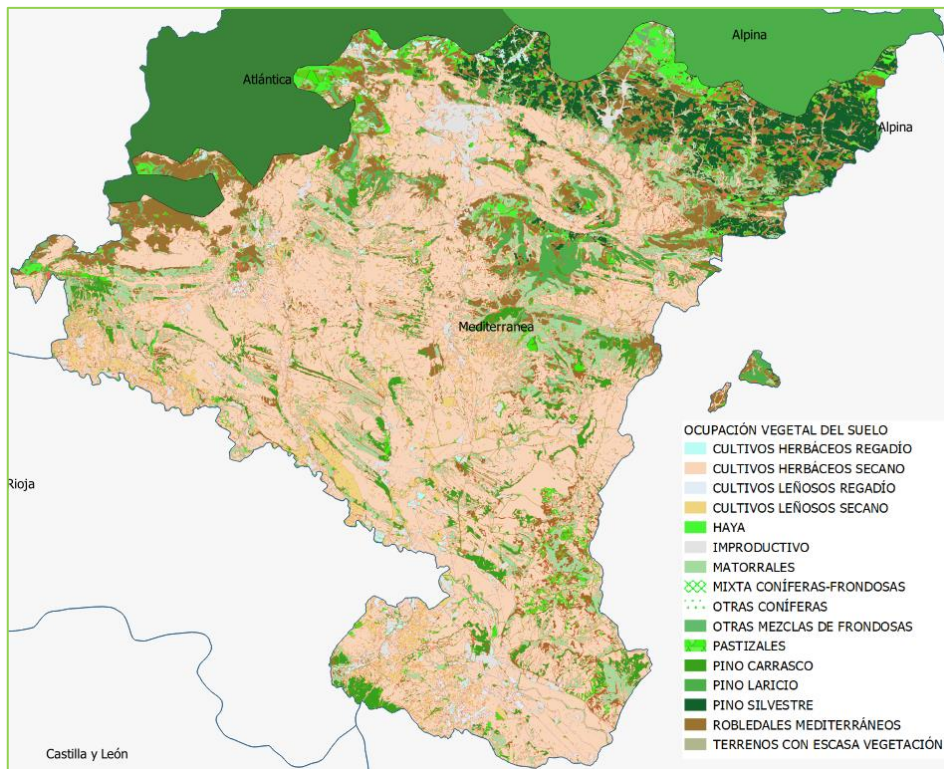 Alpina
Atlántica
Alpina
Mediterranea
Rioja
Castilla y León
OCUPACIÓN VEGETAL DEL SUELO
CULTIVOS HERBÁCEOS REGADÍO
CULTIVOS HERBÁCEOS SECANO
CULTIVOS LEÑOSOS REGADÍO
CULTIVOS LEÑOSOS SECANO
HAYA
IMPRODUCTIVO
MATORRALES
MIXTA CONÍFERAS-FRONDOSAS
OTRAS CONÍFERAS
OTRAS MEZCLAS DE FRONDOSAS
PASTIZALES
PINO CARRASCO
PINO LARICIO
PINO SILVESTRE
ROBLEDALES MEDITERRÁNEOS
TERRENOS CON ESCASA VEGETACIÓN